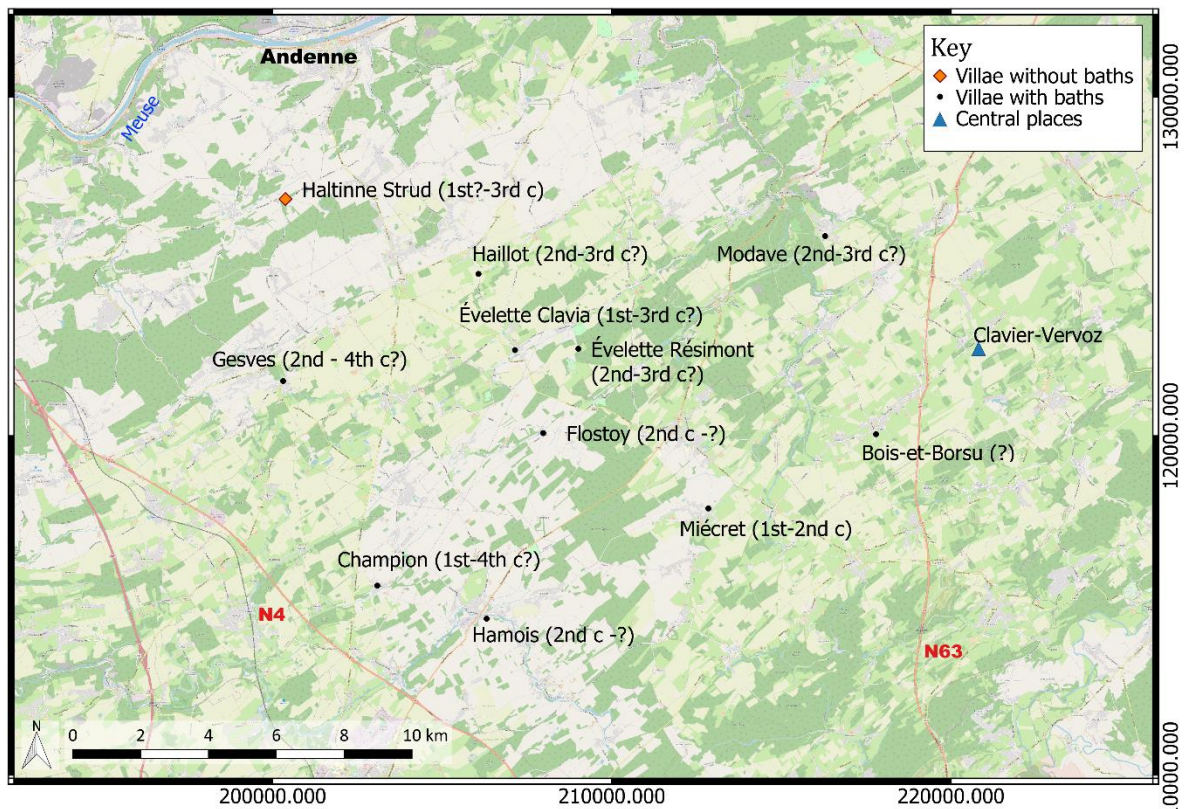 Andenne
Key
Villae without baths
Villae with baths
Central places
Meuse
130000.000
Haltinne Strud (1st?-3rd c)
Haillot (2nd-3rd c?)
Modave (2nd-3rd c?)
Évelette Clavia (1st-3rd c?)
Clavier-Vervoz
Gesves (2nd - 4th c?)
Évelette Résimont
(2nd-3rd c?)
Flostoy (2nd c -?)
Bois-et-Borsu (?)
120000.000
Miécret (1st-2nd c)
Champion (1st-4th c?)
N4
Hamois (2nd c -?)
N63
N
0 2 4 6 8 10 km
0000.000
200000.000
210000.000
220000.000